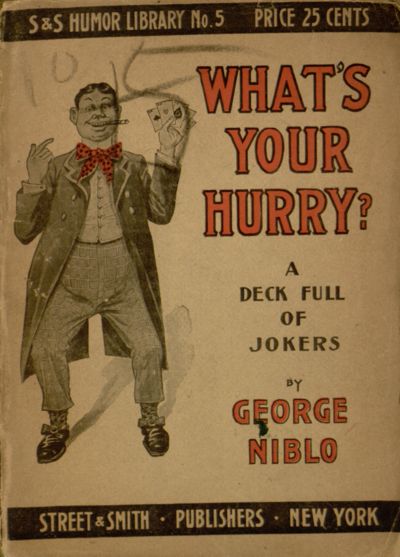 S & S HUMOR LIBRARY No. 5 PRICE 25 CENTS
WHAT'S
YOUR
HURRY?
A
DECK FULL
OF
JOKERS
BY
GEORGE
NIBLO
STREET & SMITH · PUBLISHERS · NEW YORK